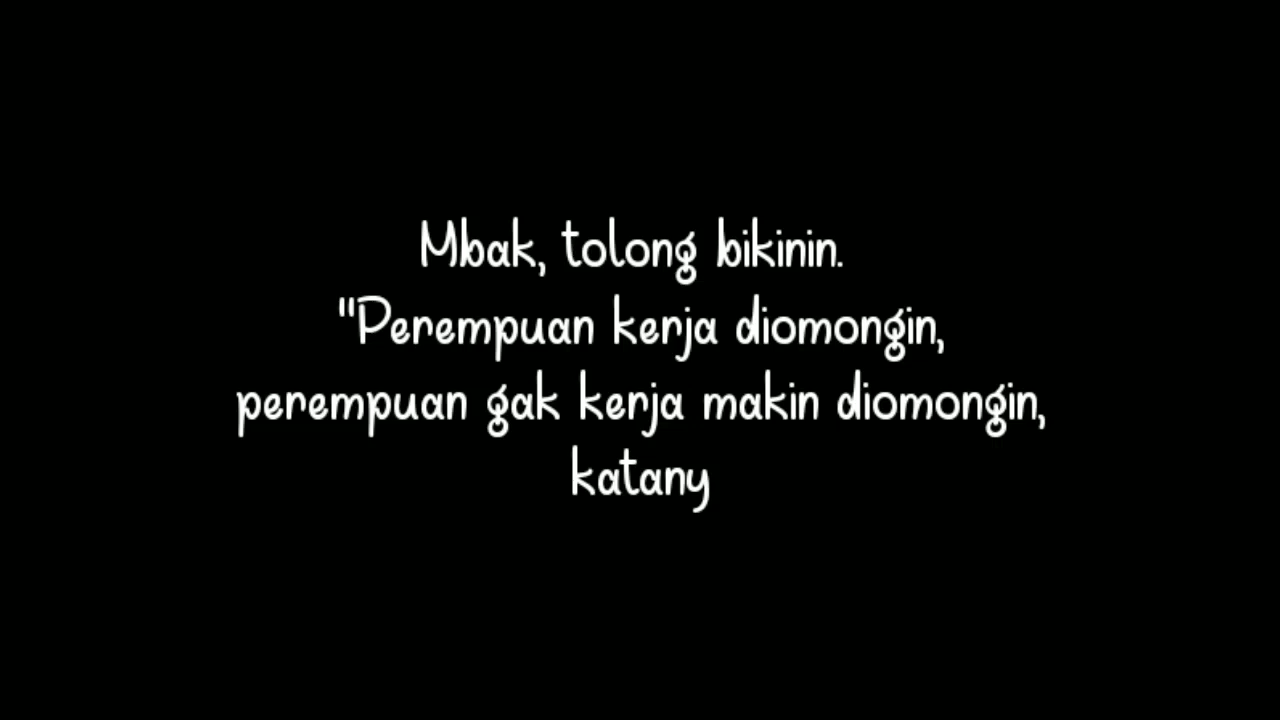 Mbak, tolong bikinin.
"Perempuan kerja diomongin,
perempuan gak kerja makin diomongin,
katany